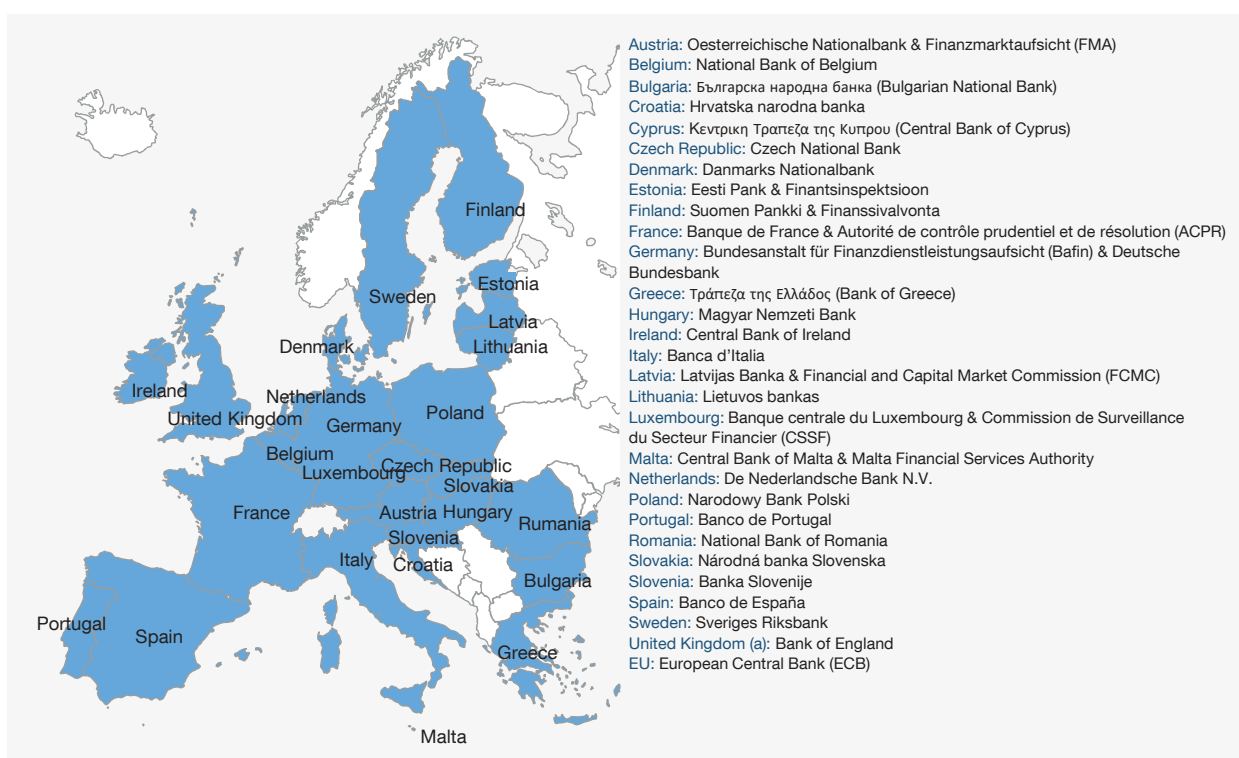 Finland
Estonia
Sweden
Latvia
Denmark
Lithuania
Ireland
Netherlands
United Kingdom
Poland
Germany
Belgium
Luxembourg
Czech Republic
Slovakia
France
Austria
Hungary
Rumania
Slovenia
Italy
Croatia
Bulgaria
Portugal
Spain
Greece
Malta
Austria: Oesterreichische Nationalbank & Finanzmarktaufsicht (FMA)
Belgium: National Bank of Belgium
Bulgaria: Българска народна банка (Bulgarian National Bank)
Croatia: Hrvatska narodna banka
Cyprus: Κεντρικη Τραπεζα της Κυπρου (Central Bank of Cyprus)
Czech Republic: Czech National Bank
Denmark: Danmarks Nationalbank
Estonia: Eesti Pank & Finantsinspektsioon
Finland: Suomen Pankki & Finanssivalvonta
France: Banque de France & Autorité de contrôle prudentiel et de résolution (ACPR)
Germany: Bundesanstalt für Finanzdienstleistungsaufsicht (Bafin) & Deutsche
Bundesbank
Greece: Τράπεζα της Ελλάδος (Bank of Greece)
Hungary: Magyar Nemzeti Bank
Ireland: Central Bank of Ireland
Italy: Banca d’Italia
Latvia: Latvijas Banka & Financial and Capital Market Commission (FCMC)
Lithuania: Lietuvos bankas
Luxembourg: Banque centrale du Luxembourg & Commission de Surveillance
du Secteur Financier (CSSF)
Malta: Central Bank of Malta & Malta Financial Services Authority
Netherlands: De Nederlandsche Bank N.V.
Poland: Narodowy Bank Polski
Portugal: Banco de Portugal
Romania: National Bank of Romania
Slovakia: Národná banka Slovenska
Slovenia: Banka Slovenije
Spain: Banco de España
Sweden: Sveriges Riksbank
United Kingdom (a): Bank of England
EU: European Central Bank (ECB)